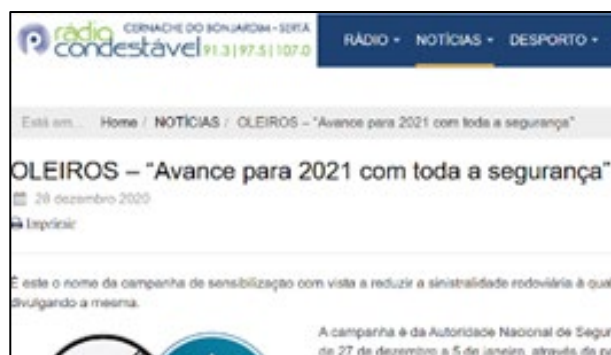 rádio CERNACHE DO BONJARDIM - SERTÃ
condestável 91.3|97.5|107.0
RÁDIO NOTÍCIAS DESPORTO
Está em... Home / NOTÍCIAS / OLEIROS – "Avance para 2021 com toda a segurança"
OLEIROS – "Avance para 2021 com toda a segurança"
28 dezembro 2020
Imprimir
É este o nome da campanha de sensibilização com vista a reduzir a sinistralidade rodoviária à qual
divulgando a mesma.
A campanha é da Autoridade Nacional de Segur
de 27 de dezembro a 5 de janeiro, através da